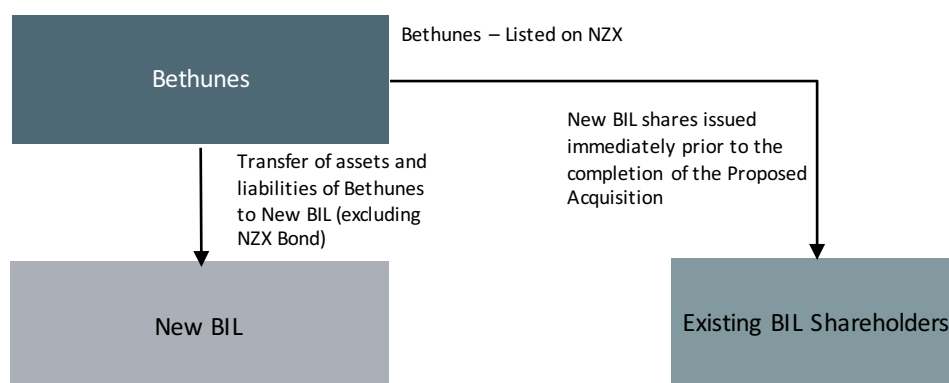 Bethunes – Listed on NZX
Bethunes
New BIL shares issued
immediately prior to the
completion of the Proposed
Acquisition
Transfer of assets and
liabilities of Bethunes
to New BIL (excluding
NZX Bond)
New BIL
Existing BIL Shareholders